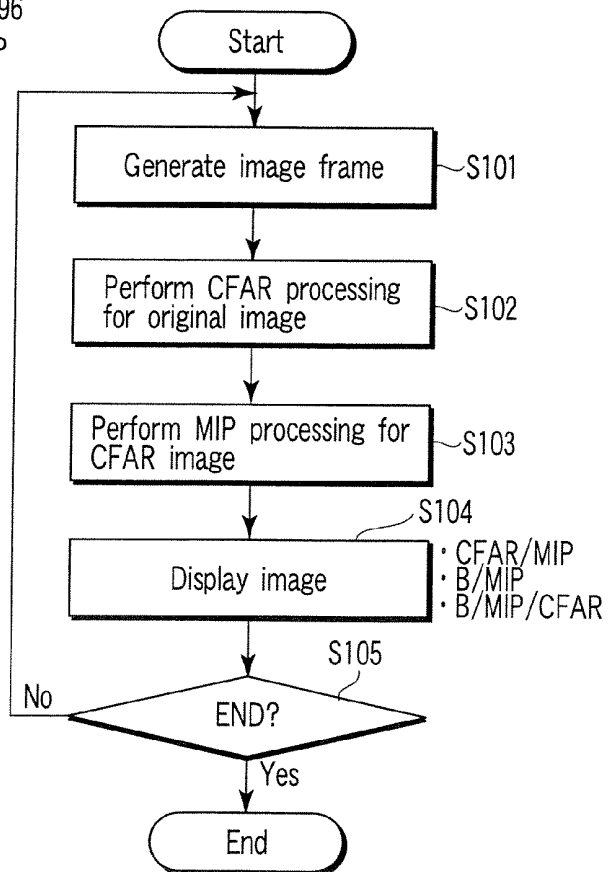 96
P
Start
Generate image frame
S101
Perform CFAR processing
for original image
S102
Perform MIP processing for
CFAR image
S103
S104
Display image
· CFAR/MIP
· B/MIP
· B/MIP/CFAR
S105
No
END?
Yes
End